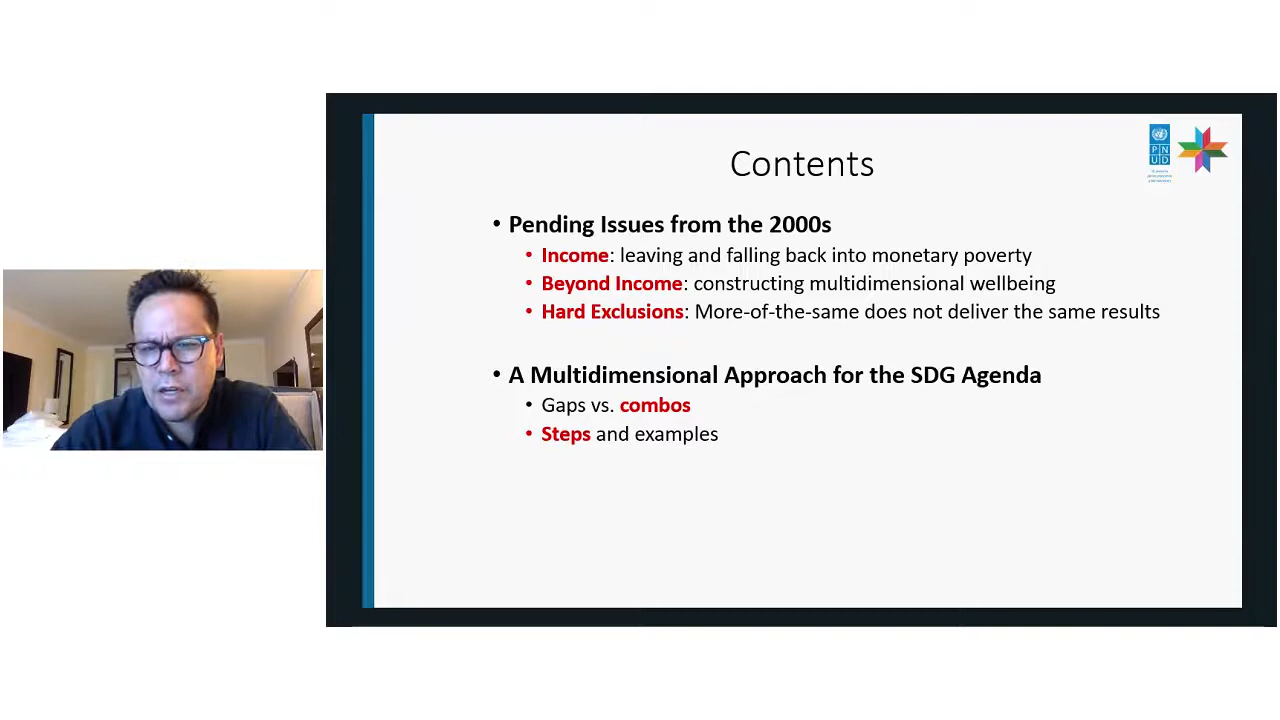 Contents
• Pending Issues from the 2000s
• Income: leaving and falling back into monetary poverty
• Beyond Income: constructing multidimensional wellbeing
• Hard Exclusions: More-of-the-same does not deliver the same results
• A Multidimensional Approach for the SDG Agenda
• Gaps vs. combos
• Steps and examples
P N
U D